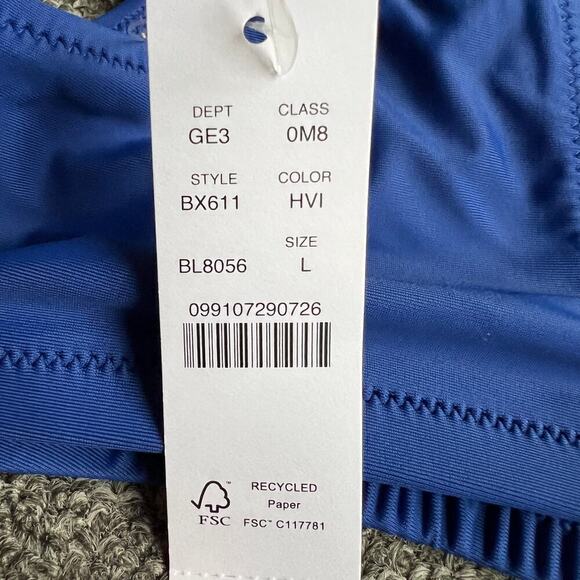 DEPT CLASS
GE3 0M8
STYLE COLOR
BX611 HVI
SIZE
BL8056 L
099107290726
RECYCLED
Paper
FSC™ C117781
FSC